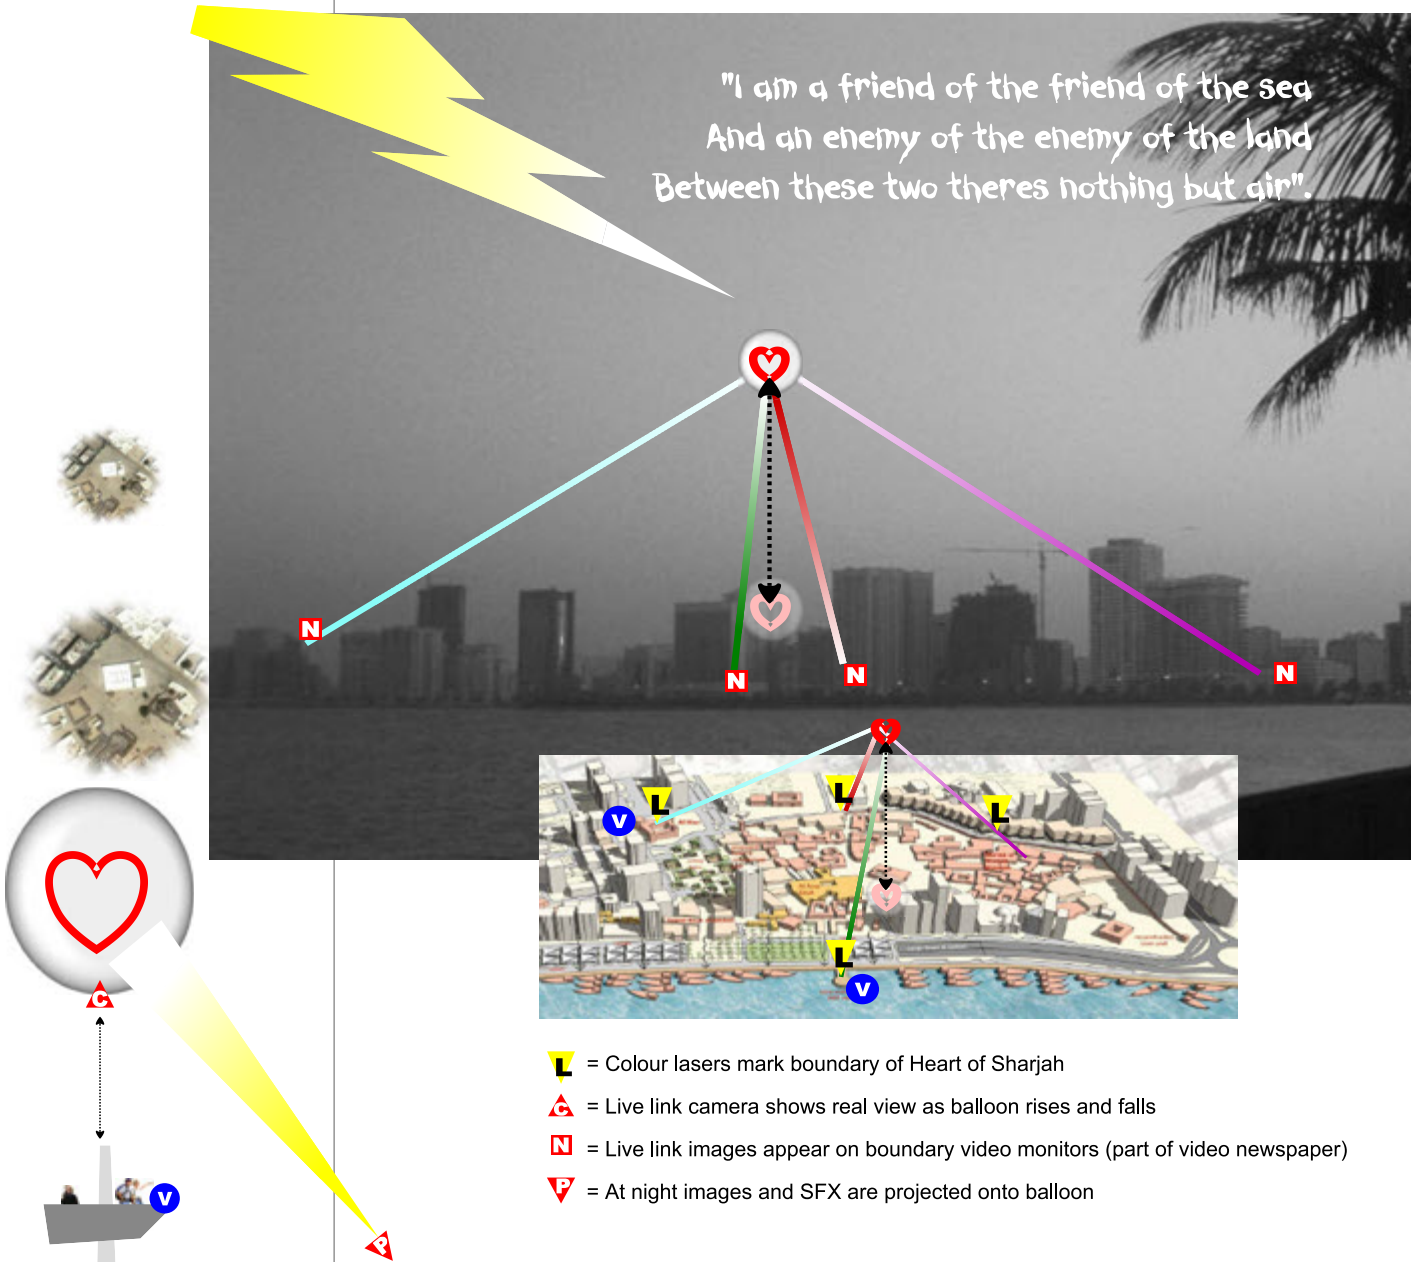 "I am a friend of the friend of the sea
And an enemy of the enemy of the land
Between these two theres nothing but air".
N
N
N
N
L
L
L
V
L
V
C
V
P
L = Colour lasers mark boundary of Heart of Sharjah
C = Live link camera shows real view as balloon rises and falls
N = Live link images appear on boundary video monitors (part of video newspaper)
P = At night images and SFX are projected onto balloon